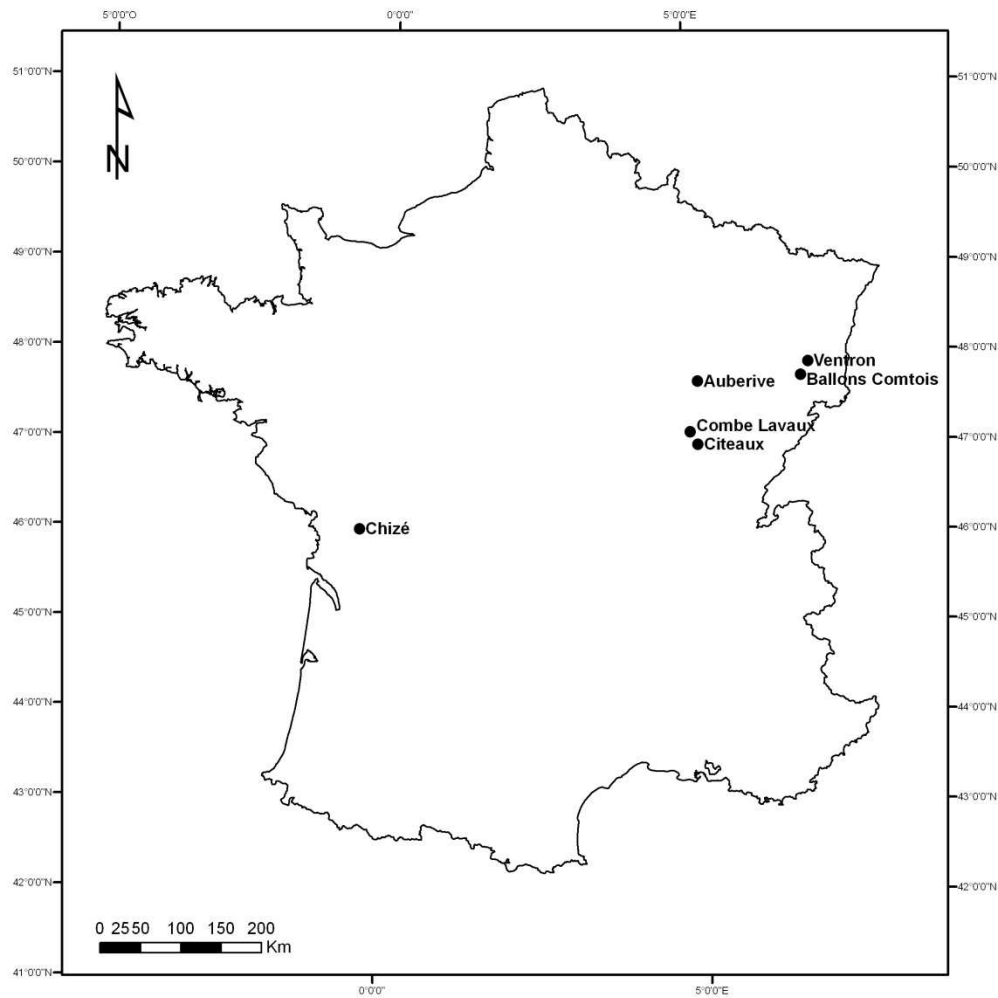 5°0'0"O 0°0'0" 5°0'0"E
51°0'0"N 51°0'0"N
N
50°0'0"N 50°0'0"N
49°0'0"N 49°0'0"N
48°0'0"N 48°0'0"N
Ventron
Auberive Ballons Comtois
Combe Lavaux
47°0'0"N 47°0'0"N
Citeaux
46°0'0"N Chizé 46°0'0"N
45°0'0"N 45°0'0"N
44°0'0"N 44°0'0"N
43°0'0"N 43°0'0"N
42°0'0"N 42°0'0"N
0 25 50 100 150 200
Km
41°0'0"N
0°0'0" 5°0'0"E